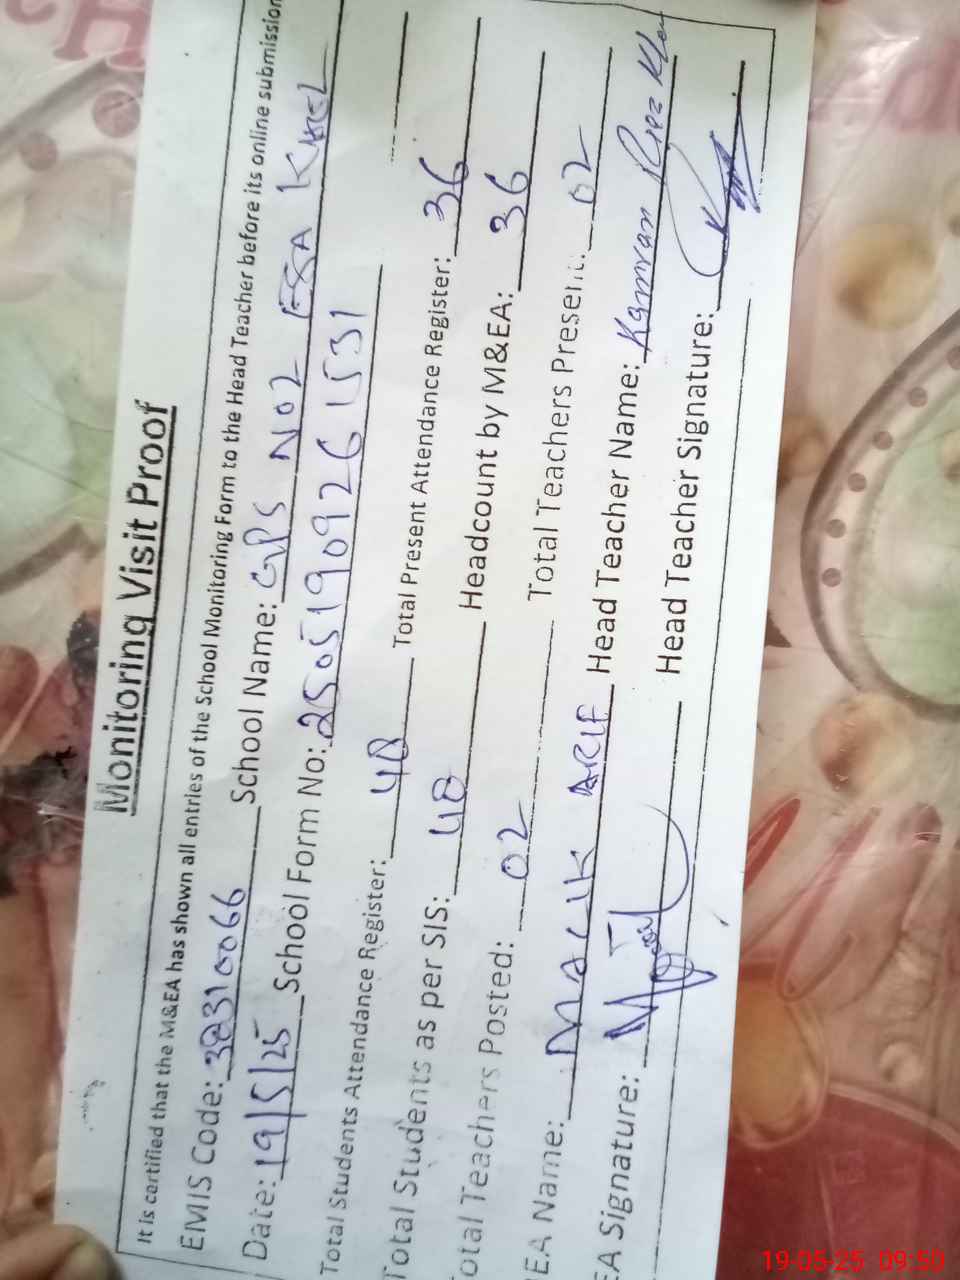 Monitoring Visit Proof
It is certified that the M&EA has shown all entries of the School Monitoring Form to the Head Teacher before its online submission
EMIS Code: 38310066 School Name: GPS NO2 ESA KHEL
Date: 19/5/25 School Form No: 25051909261531
Total Students Attendance Register: 48 Total Present Attendance Register: 36
Total Students as per SIS: 48 Headcount by M&EA: 36
Total Teachers Posted: 02 Total Teachers Present: 02
EA Name: MALIK ARIF Head Teacher Name: Kamran Riaz Khan
EA Signature: Head Teacher Signature:
19-05-25 09:50